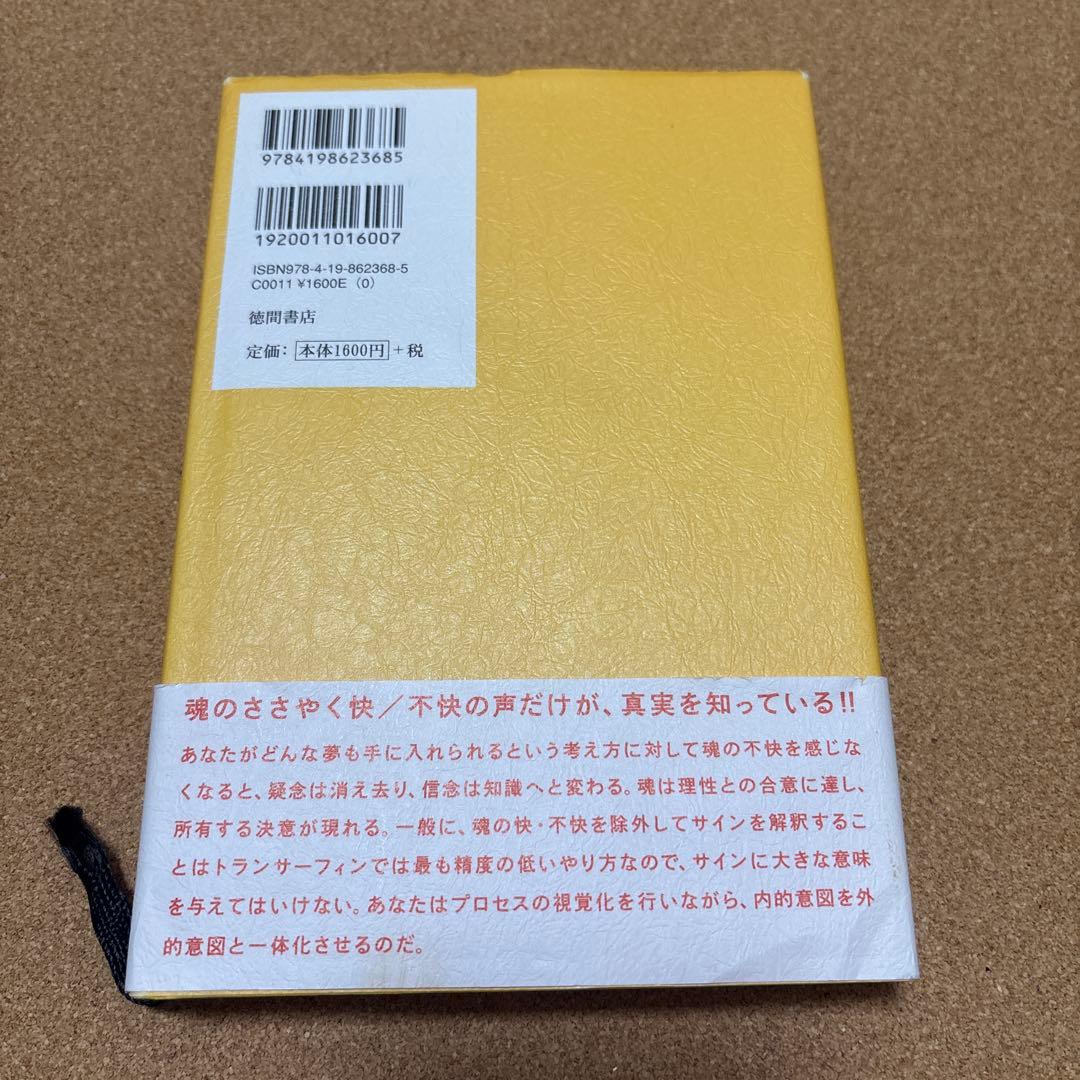 9784198623685
1920011016007
ISBN978-4-19-862368-5
C0011 ¥1600E (0)
徳間書店
定価: 本体1600円 +税
魂のささやく快/不快の声だけが、真実を知っている!!
あなたがどんな夢も手に入れられるという考え方に対して魂の不快を感じな
くなると、疑念は消え去り、信念は知識へと変わる。魂は理性との合意に達し、
所有する決意が現れる。一般に、魂の快・不快を除外してサインを解釈するこ
とはトランサーフィンでは最も精度の低いやり方なので、サインに大きな意味
を与えてはいけない。あなたはプロセスの視覚化を行いながら、内的意図を外
的意図と一体化させるのだ。